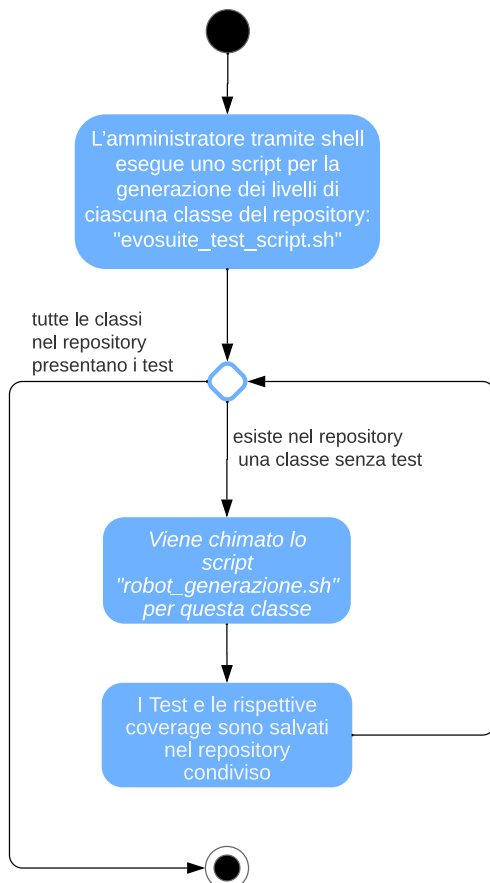 L’amministratore tramite shell
esegue uno script per la
generazione dei livelli di
ciascuna classe del repository:
"evosuite_test_script.sh"
tutte le classi
nel repository
presentano i test
esiste nel repository
una classe senza test
Viene chimato lo
script
"robot_generazione.sh"
per questa classe
I Test e le rispettive
coverage sono salvati
nel repository
condiviso